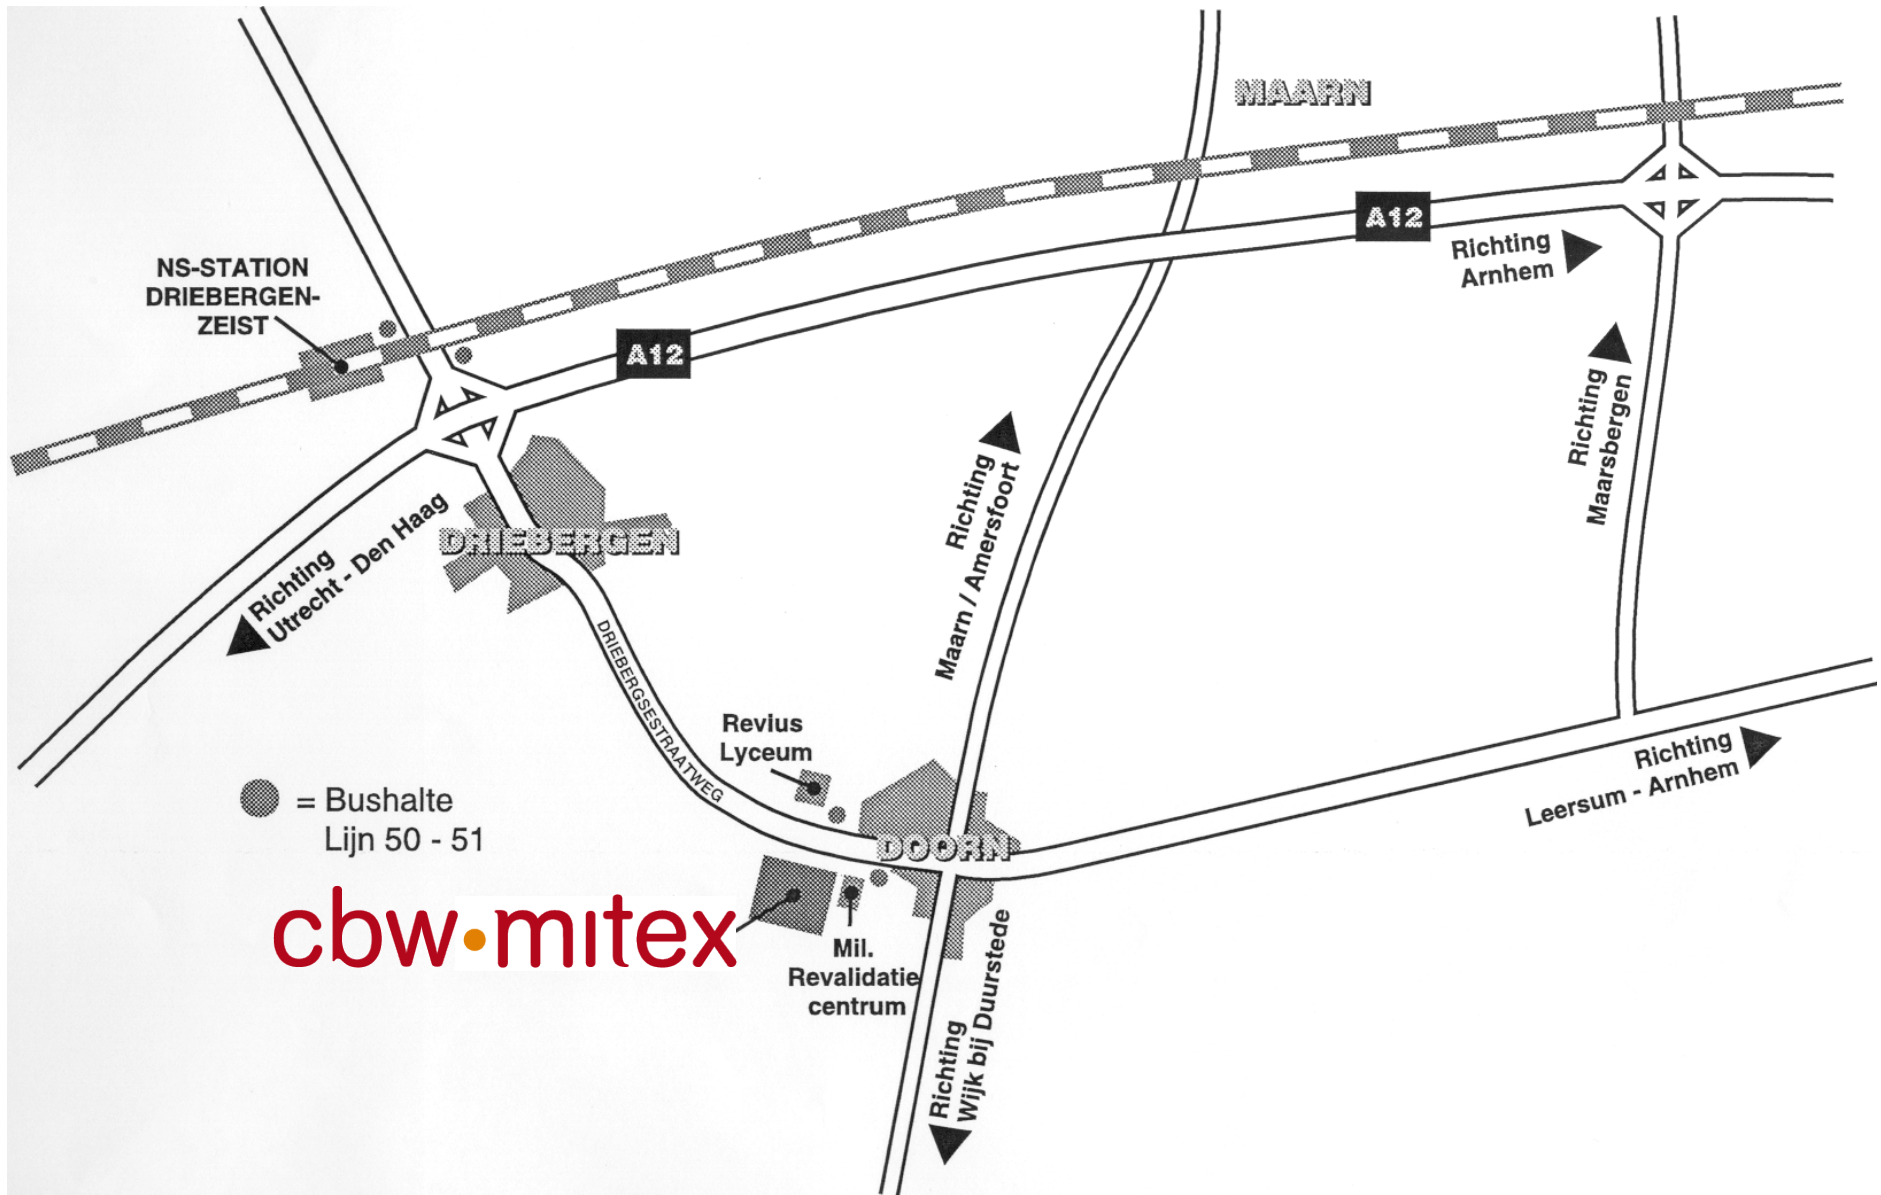 MAARN
A12
Richting
Arnhem
NS-STATION
DRIEBERGEN-
ZEIST
A12
Richting
Maarsbergen
Richting
Maarn / Amersfoort
DRIEBERGEN
Richting
Utrecht - Den Haag
DRIEBERGSESTRAATWEG
Revius
Lyceum
Richting
Leersum - Arnhem
= Bushalte
Lijn 50 - 51
DOORN
cbw•mitex
Mil.
Revalidatie
centrum
Richting
Wijk bij Duurstede